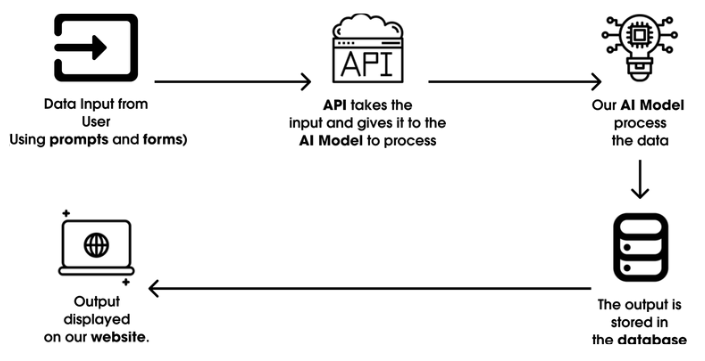 API
Data Input from
User
Using prompts and forms)
API takes the
input and gives it to the
AI Model to process
Our AI Model
process
the data
Output
displayed
on our website.
The output is
stored in
the database